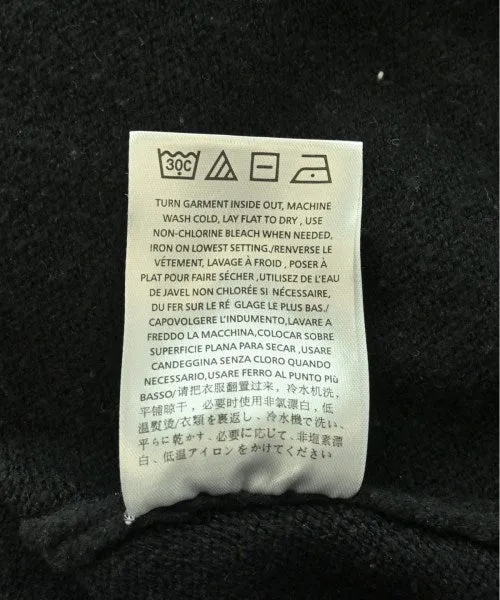 30C
TURN GARMENT INSIDE OUT, MACHINE
WASH COLD, LAY FLAT TO DRY , USE
NON-CHLORINE BLEACH WHEN NEEDED,
IRON ON LOWEST SETTING./RENVERSE LE
VÉTEMENT, LAVAGE À FROID , POSER À
PLAT POUR FAIRE SÉCHER ,UTILISEZ DE L'EAU
DE JAVEL NON CHLORÉE SI NÉCESSAIRE,
DU FER SUR LE RÉ GLAGE LE PLUS BAS./
CAPOVOLGERE L'INDUMENTO,LAVARE A
FREDDO LA MACCHINA,COLOCAR SOBRE
SUPERFICIE PLANA PARA SECAR ,USARE
CANDEGGINA SENZA CLORO QUANDO
NECESSARIO,USARE FERRO AL PUNTO PIù
BASSO/请把衣服翻置过来，冷水机洗，
平铺晾干，必要时使用非氯漂白，低
温熨烫/衣類を裏返し、冷水機で洗い、
平らに乾かす、必要に応じて、非塩素漂
白、低温アイロンをかけてください